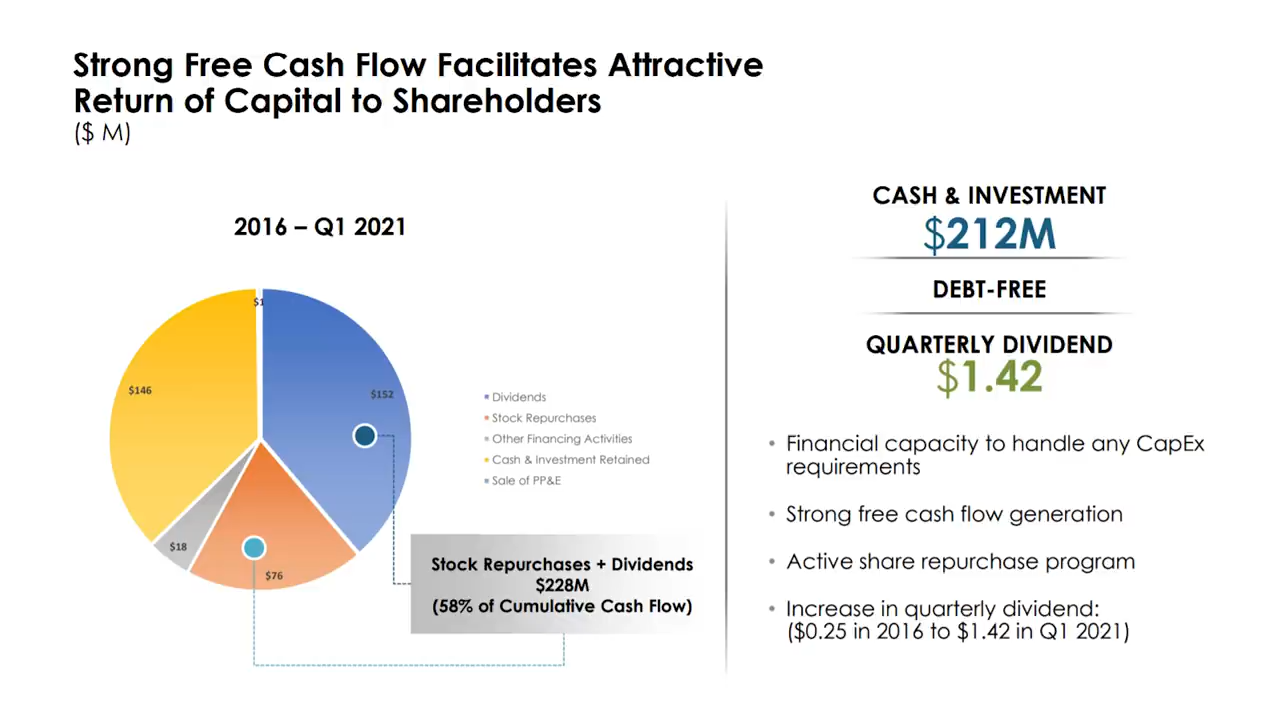 Strong Free Cash Flow Facilitates Attractive
Return of Capital to Shareholders
($ M)
2016 – Q1 2021
$1
$146
$152
$18
$76
Dividends
Stock Repurchases
Other Financing Activities
Cash & Investment Retained
Sale of PP&E
Stock Repurchases + Dividends
$228M
(58% of Cumulative Cash Flow)
CASH & INVESTMENT
$212M
DEBT-FREE
QUARTERLY DIVIDEND
$1.42
• Financial capacity to handle any CapEx
requirements
• Strong free cash flow generation
• Active share repurchase program
• Increase in quarterly dividend:
($0.25 in 2016 to $1.42 in Q1 2021)